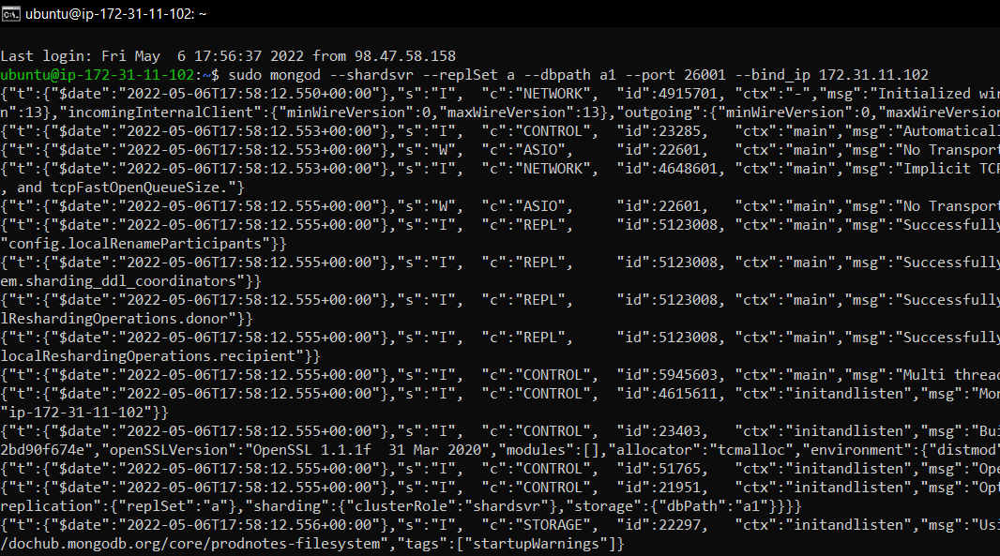 ubuntu@ip-172-31-11-102: ~
Last login: Fri May  6 17:56:37 2022 from 98.47.58.158
ubuntu@ip-172-31-11-102:~$ sudo mongod --shardsvr --replSet a --dbpath a1 --port 26001 --bind_ip 172.31.11.102
{"t":{"$date":"2022-05-06T17:58:12.550+00:00"},"s":"I",  "c":"NETWORK",  "id":4915701, "ctx":"-","msg":"Initialized wir
n":13},"incomingInternalClient":{"minWireVersion":0,"maxWireVersion":13},"outgoing":{"minWireVersion":0,"maxWireVersion
{"t":{"$date":"2022-05-06T17:58:12.553+00:00"},"s":"I",  "c":"CONTROL",  "id":23285,   "ctx":"main","msg":"Automaticall
{"t":{"$date":"2022-05-06T17:58:12.553+00:00"},"s":"W",  "c":"ASIO",     "id":22601,   "ctx":"main","msg":"No Transport
{"t":{"$date":"2022-05-06T17:58:12.553+00:00"},"s":"I",  "c":"NETWORK",  "id":4648601, "ctx":"main","msg":"Implicit TCP
, and tcpFastOpenQueueSize."}
{"t":{"$date":"2022-05-06T17:58:12.555+00:00"},"s":"W",  "c":"ASIO",     "id":22601,   "ctx":"main","msg":"No Transport
{"t":{"$date":"2022-05-06T17:58:12.555+00:00"},"s":"I",  "c":"REPL",     "id":5123008, "ctx":"main","msg":"Successfully
"config.localRenameParticipants"}}
{"t":{"$date":"2022-05-06T17:58:12.555+00:00"},"s":"I",  "c":"REPL",     "id":5123008, "ctx":"main","msg":"Successfully
em.sharding_ddl_coordinators"}}
{"t":{"$date":"2022-05-06T17:58:12.555+00:00"},"s":"I",  "c":"REPL",     "id":5123008, "ctx":"main","msg":"Successfully
lReshardingOperations.donor"}}
{"t":{"$date":"2022-05-06T17:58:12.555+00:00"},"s":"I",  "c":"REPL",     "id":5123008, "ctx":"main","msg":"Successfully
localReshardingOperations.recipient"}}
{"t":{"$date":"2022-05-06T17:58:12.555+00:00"},"s":"I",  "c":"CONTROL",  "id":5945603, "ctx":"main","msg":"Multi threa
{"t":{"$date":"2022-05-06T17:58:12.555+00:00"},"s":"I",  "c":"CONTROL",  "id":4615611, "ctx":"initandlisten","msg":"Mon
"ip-172-31-11-102"}}
{"t":{"$date":"2022-05-06T17:58:12.555+00:00"},"s":"I",  "c":"CONTROL",  "id":23403,   "ctx":"initandlisten","msg":"Bui
2bd90f674e","openSSLVersion":"OpenSSL 1.1.1f  31 Mar 2020","modules":[],"allocator":"tcmalloc","environment":{"distmod"
{"t":{"$date":"2022-05-06T17:58:12.555+00:00"},"s":"I",  "c":"CONTROL",  "id":51765,   "ctx":"initandlisten","msg":"Ope
{"t":{"$date":"2022-05-06T17:58:12.555+00:00"},"s":"I",  "c":"CONTROL",  "id":21951,   "ctx":"initandlisten","msg":"Opt
replication":{"replSet":"a"},"sharding":{"clusterRole":"shardsvr"},"storage":{"dbPath":"a1"}}}}
{"t":{"$date":"2022-05-06T17:58:12.556+00:00"},"s":"I",  "c":"STORAGE",  "id":22297,   "ctx":"initandlisten","msg":"Usi
/dochub.mongodb.org/core/prodnotes-filesystem","tags":["startupWarnings"]}